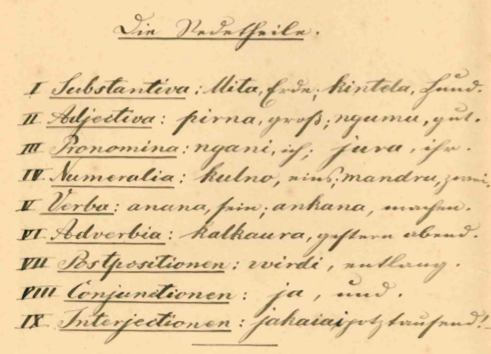 Die Redetheile.
I Substantiva: Mita, Erde; kintela, Hund.
II Adjectiva: pirna, groß; ngumu, gut.
III Pronomina: ngani, ich; jura, ihr.
IV Numeralia: kulno, eins; mandru, zwei.
V Verba: anana, sein; ankana, machen.
VI Adverbia: kalkaura, gestern abend.
VII Postpositionen: wirdi, entlang.
VIII Conjunctionen: ja, und.
IX Interjectionen: jakaiai potztausend!